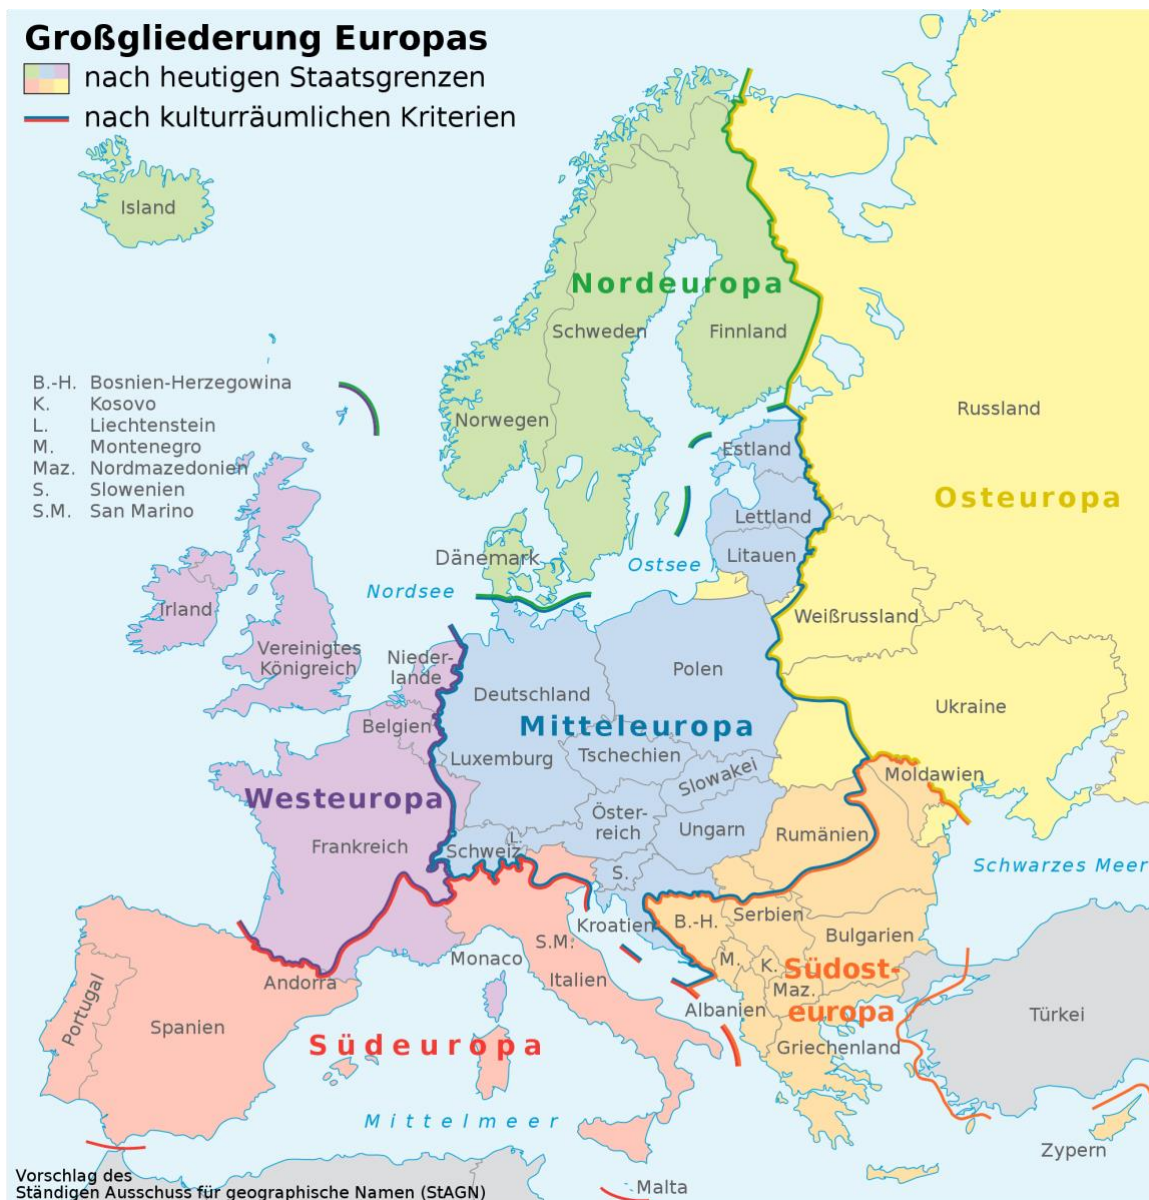 Großgliederung Europas
nach heutigen Staatsgrenzen
nach kulturräumlichen Kriterien
Island
Nordeuropa
Schweden
Finnland
B.-H. Bosnien-Herzegowina
K. Kosovo
L. Liechtenstein
M. Montenegro
Maz. Nordmazedonien
S. Slowenien
S.M. San Marino
Norwegen
Russland
Estland
Osteuropa
Lettland
Litauen
Dänemark
Ostsee
Nordsee
Irland
Weißrussland
Vereinigtes
Königreich
Nieder-
lande
Polen
Deutschland
Ukraine
Belgien
Mitteleuropa
Luxemburg
Tschechien
Slowakei
Moldawien
Westeuropa
Öster-
reich
Ungarn
Rumänien
Frankreich
Schweiz
L.
S.
Schwarzes Meer
Kroatien
B.-H.
Serbien
S.M.
Bulgarien
Monaco
M.
K.
Südost-
europa
Andorra
Italien
Maz.
Albanien
Portugal
Spanien
Türkei
Südeuropa
Griechenland
Mittelmeer
Zypern
Vorschlag des
Ständigen Ausschuss für geographische Namen (StAGN)
Malta